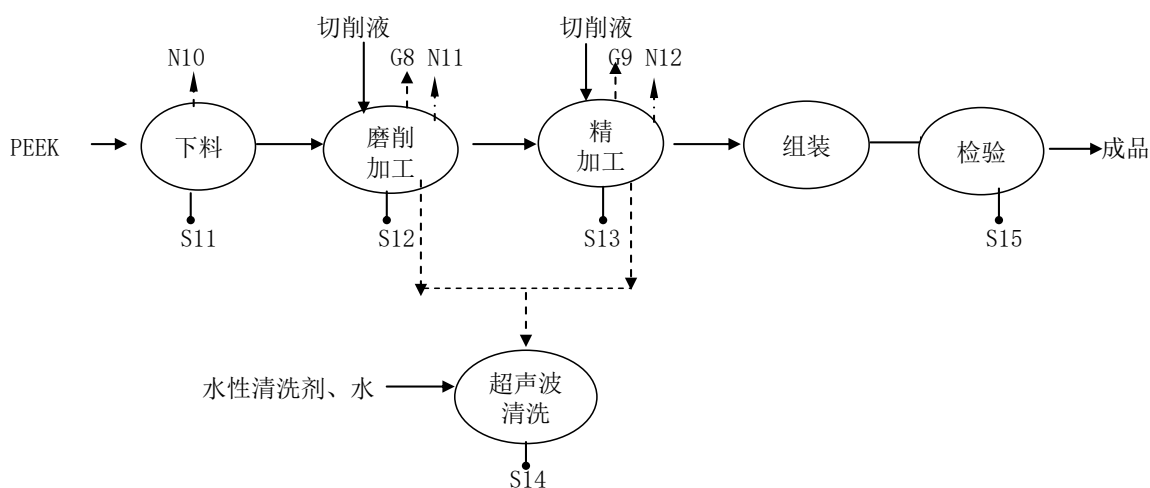 切削液
切削液
N10
G8
N11
G9
N12
PEEK
下料
磨削
加工
精
加工
组装
检验
成品
S11
S12
S13
S15
水性清洗剂、水
超声波
清洗
S14